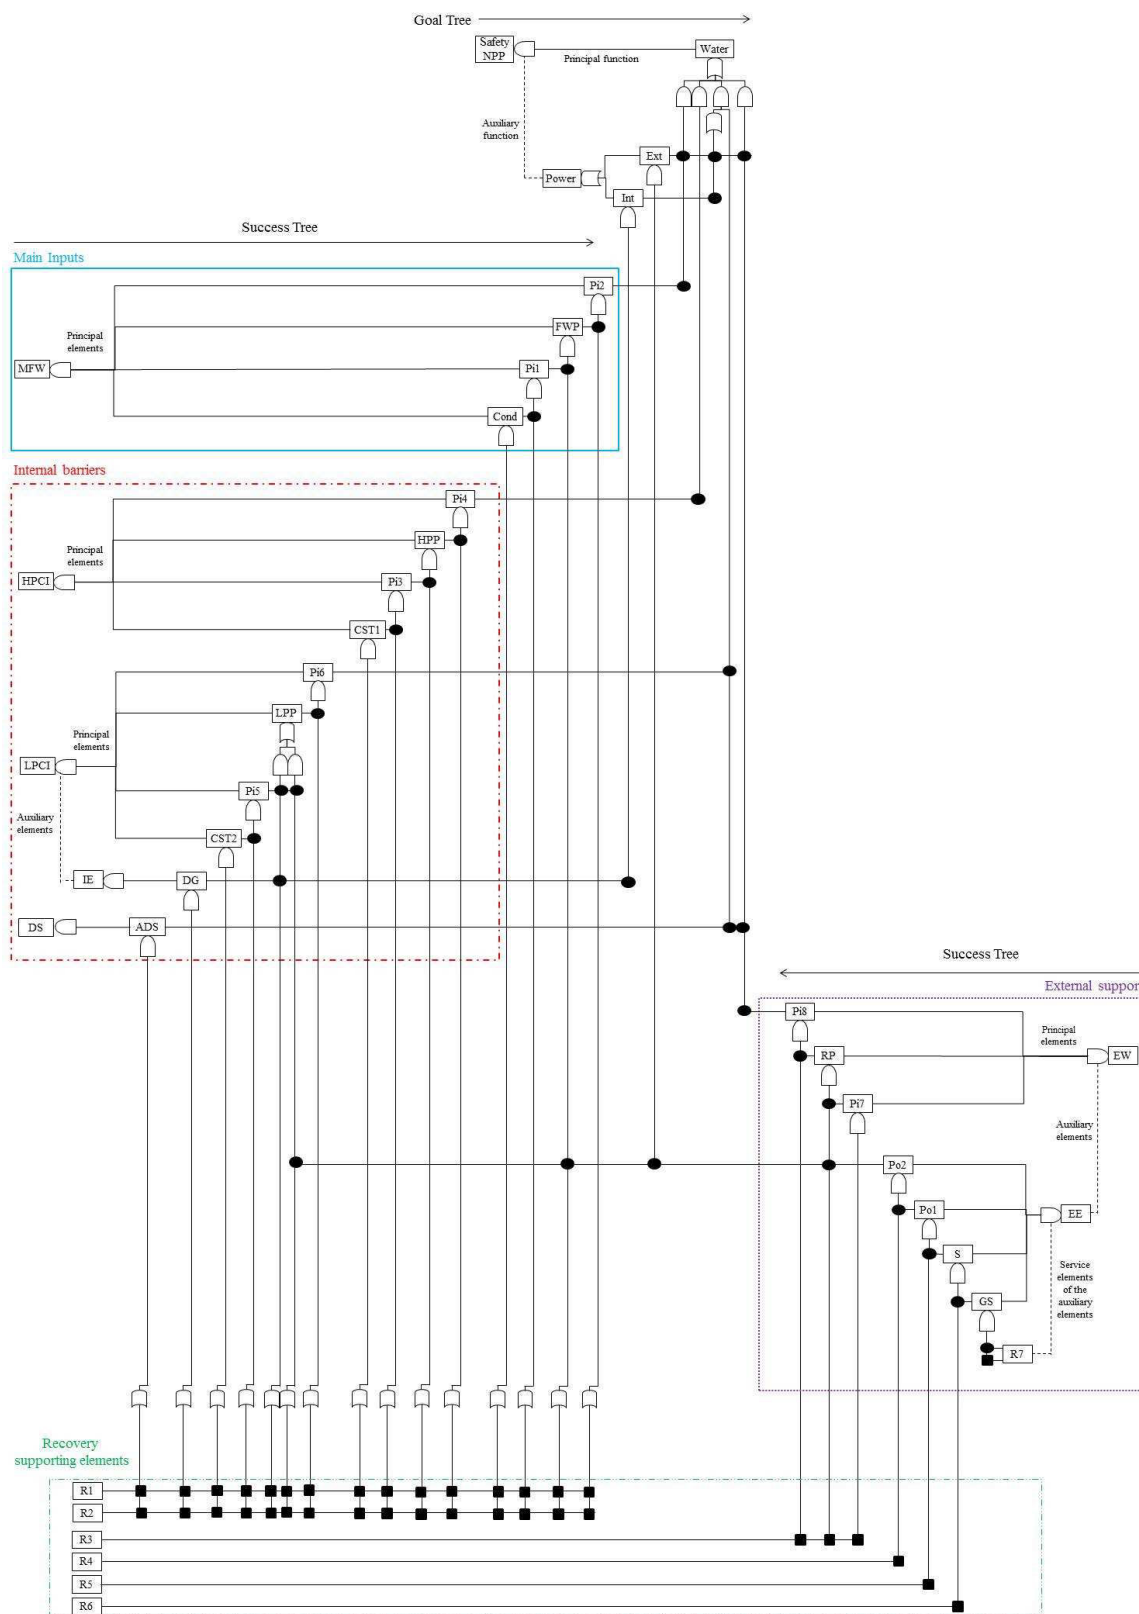 Goal Tree
Safety
NPP
Water
Principal function
Auxiliary
function
Ext
Power
Int
Success Tree
Main Inputs
Pi2
Principal
elements
FWP
MFW
Pi1
Cond
Internal barriers
Pi4
HPP
Principal
elements
HPCI
Pi3
CST1
Pi6
LPP
Principal
elements
LPCI
Pi5
Auxiliary
elements
CST2
IE
DG
DS
ADS
Success Tree
External support
Pi8
Principal
elements
RP
EW
Pi7
Auxiliary
elements
Po2
Po1
EE
S
Service
elements
of the
auxiliary
elements
GS
R7
Recovery
supporting elements
R1
R2
R3
R4
R5
R6